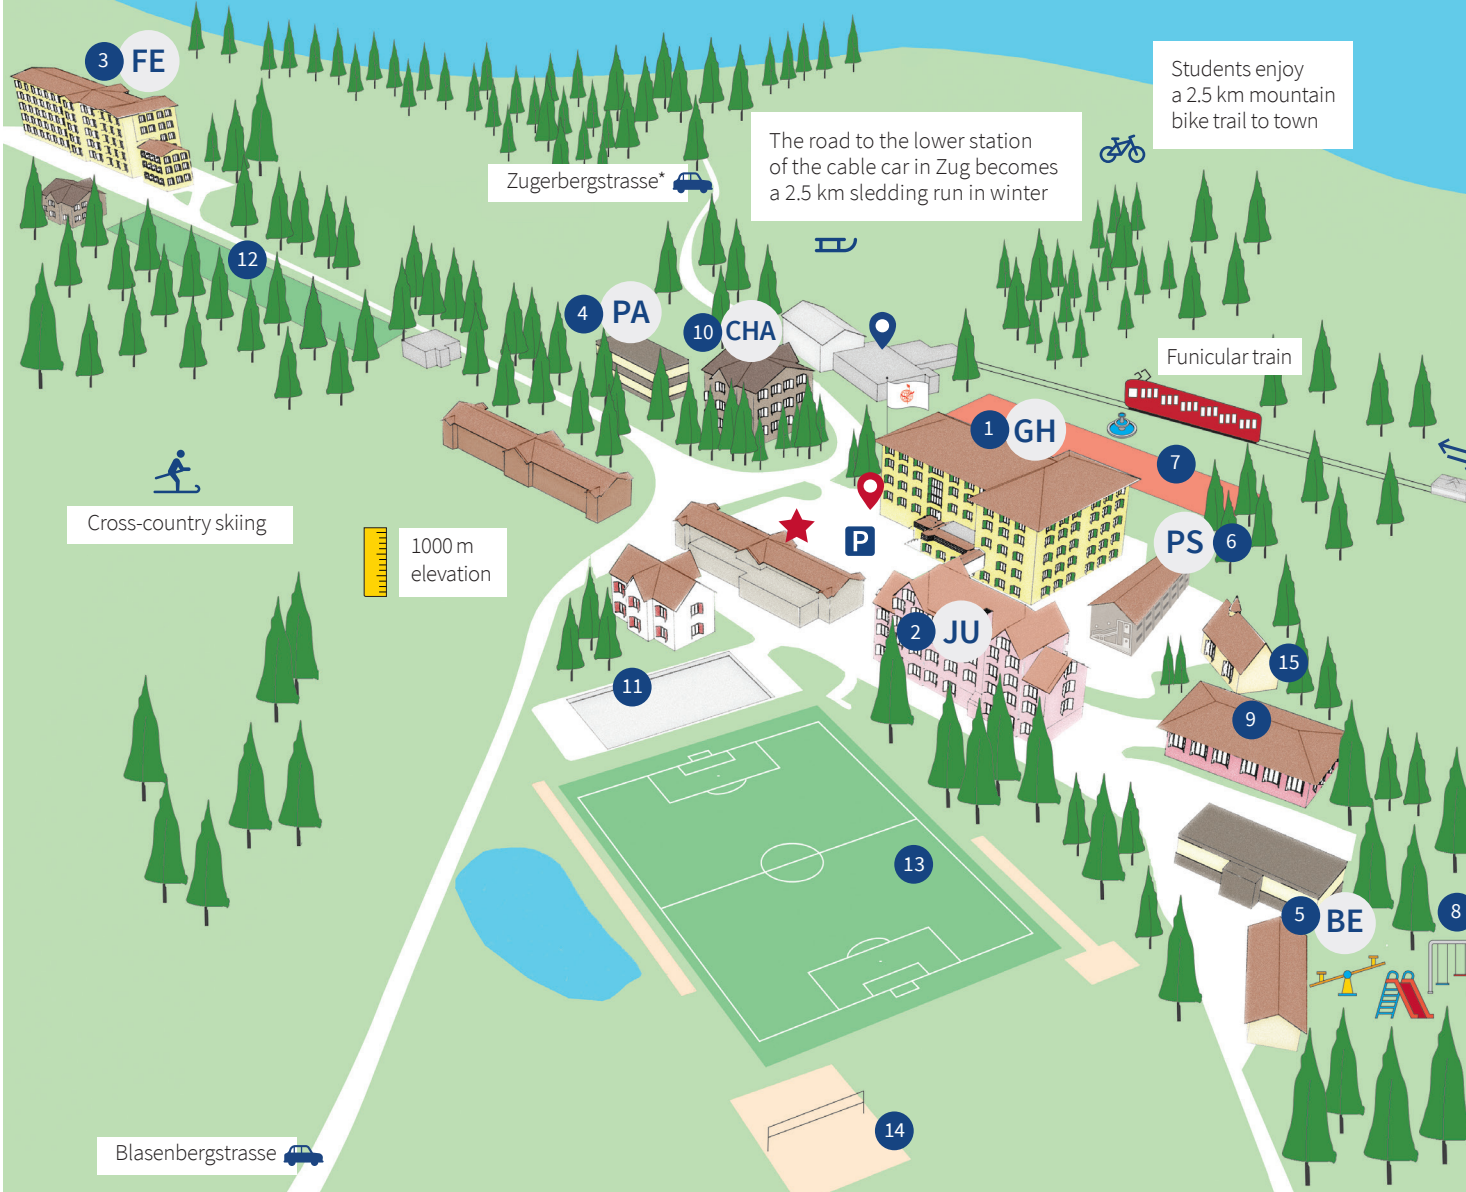 3 FE
Students enjoy
a 2.5 km mountain
bike trail to town
The road to the lower station
of the cable car in Zug becomes
a 2.5 km sledding run in winter
Zugerbergstrasse*
12
4 PA
10 CHA
Funicular train
1 GH
7
Cross-country skiing
1000 m
elevation
P
PS 6
2 JU
15
11
9
13
5 BE
8
14
Blasenbergstrasse